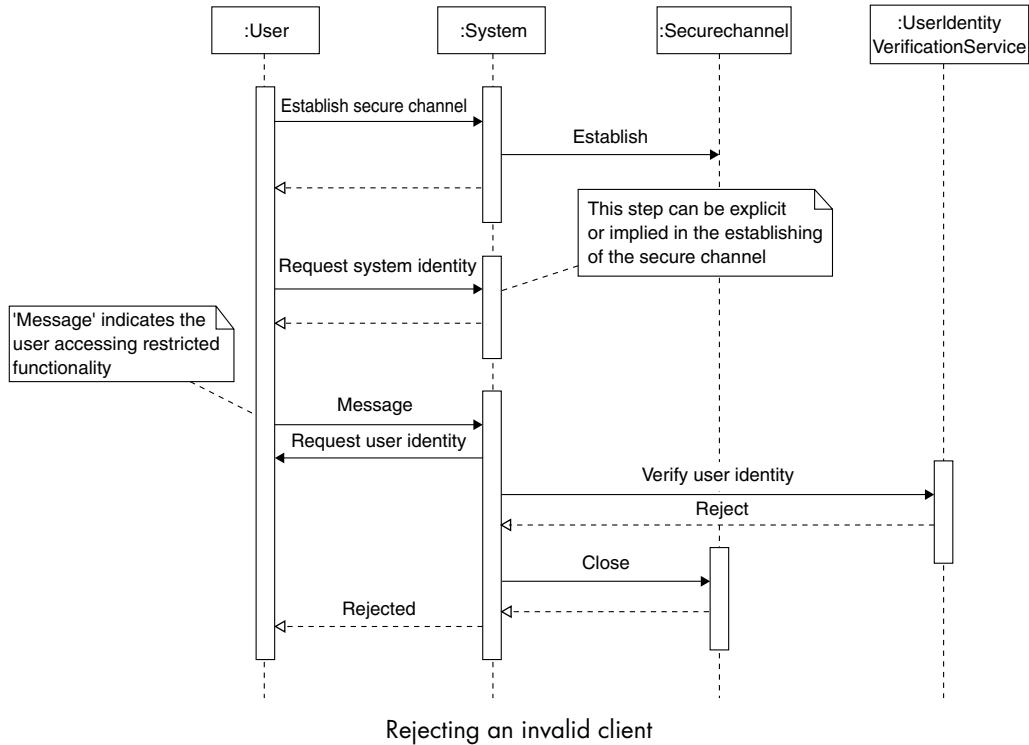 :User
:System
:Securechannel
:UserIdentity
VerificationService
Establish secure channel
Establish
This step can be explicit
or implied in the establishing
of the secure channel
Request system identity
'Message' indicates the
user accessing restricted
functionality
Message
Request user identity
Verify user identity
Reject
Close
Rejected
Rejecting an invalid client